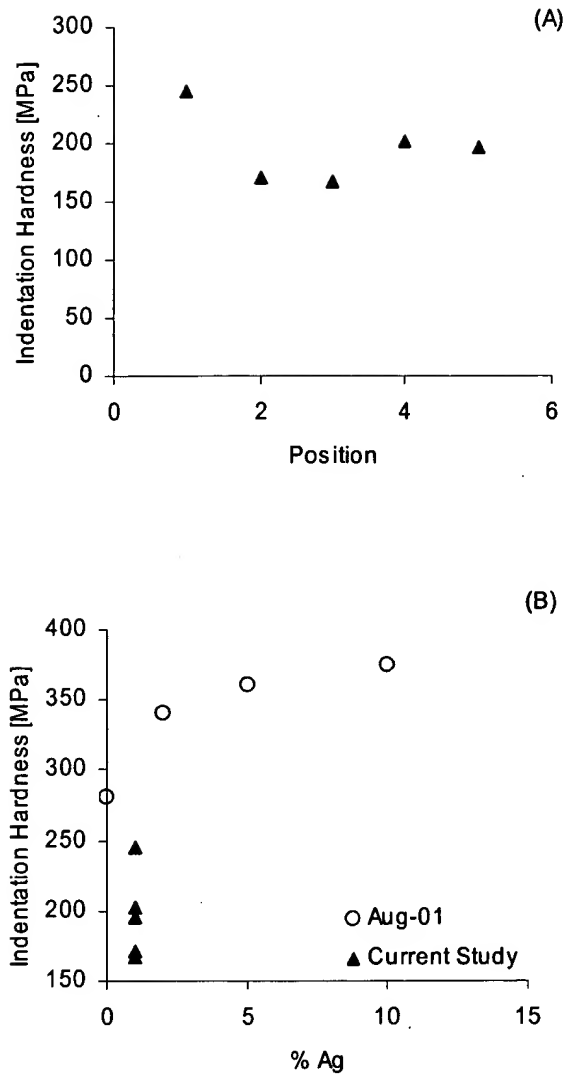 (A)
Indentation Hardness [MPa]
300
250
200
150
100
50
0
0 2 4 6
Position
(B)
Indentation Hardness [MPa]
400
350
300
250
200
150
Aug-01
Current Study
0 5 10 15
% Ag